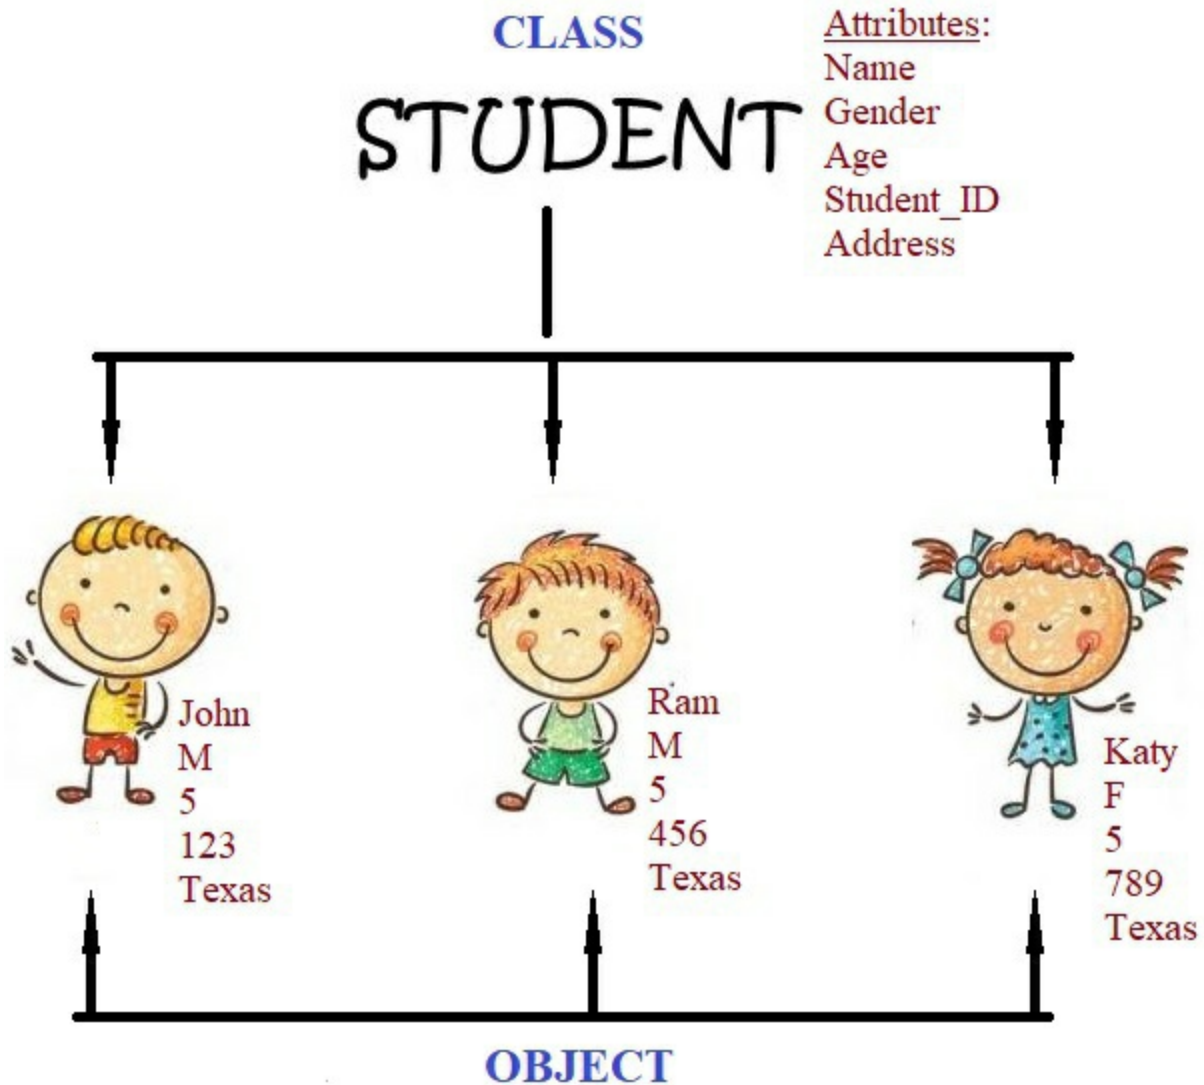 CLASS
STUDENT
Attributes:
Name
Gender
Age
Student_ID
Address
John
M
5
123
Texas
Ram
M
5
456
Texas
Katy
F
5
789
Texas
OBJECT